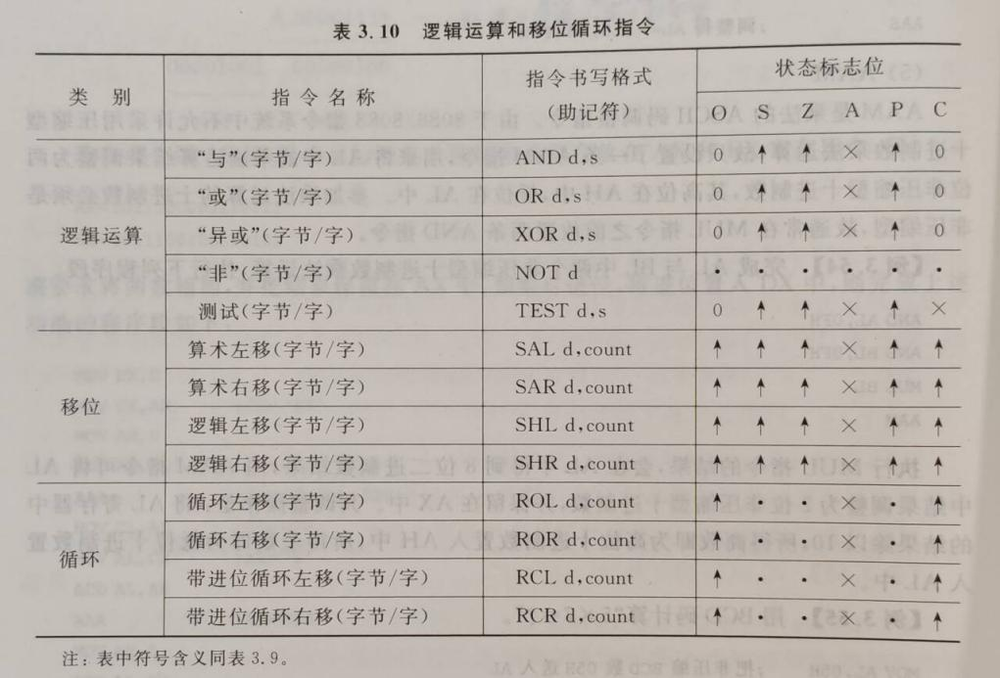 表 3.10 逻辑运算和移位循环指令
类 别 指 令 名 称 指令书写格式(助记符) 状态标志位
O S Z A P C
逻辑运算
“与”(字节/字) AND d,s 0 ↑ ↑ × ↑ 0
“或”(字节/字) OR d,s 0 ↑ ↑ × ↑ 0
“异或”(字节/字) XOR d,s 0 ↑ ↑ × ↑ 0
“非”(字节/字) NOT d · · · · · ·
测试(字节/字) TEST d,s 0 ↑ ↑ × ↑ ×
移位
算术左移(字节/字) SAL d,count ↑ ↑ ↑ × ↑ ↑
算术右移(字节/字) SAR d,count ↑ ↑ ↑ × ↑ ↑
逻辑左移(字节/字) SHL d,count ↑ ↑ ↑ × ↑ ↑
逻辑右移(字节/字) SHR d,count ↑ ↑ ↑ × ↑ ↑
循环
循环左移(字节/字) ROL d,count ↑ · · × · ↑
循环右移(字节/字) ROR d,count ↑ · · × · ↑
带进位循环左移(字节/字) RCL d,count ↑ · · × · ↑
带进位循环右移(字节/字) RCR d,count ↑ · · × · ↑
注：表中符号含义同表 3.9。